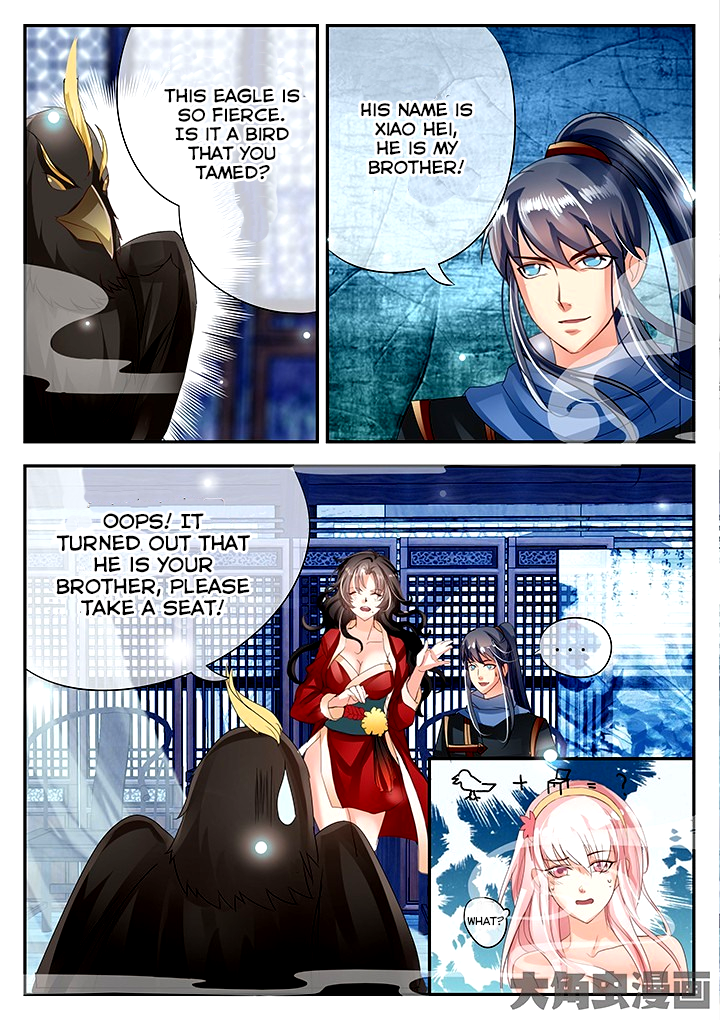 THIS EAGLE IS
SO FIERCE.
IS IT A BIRD
THAT YOU
TAMED?
HIS NAME IS
XIAO HEI,
HE IS MY
BROTHER!
OOPS! IT
TURNED OUT THAT
HE IS YOUR
BROTHER, PLEASE
TAKE A SEAT!
...
+ = ?
WHAT?
大角虫漫画